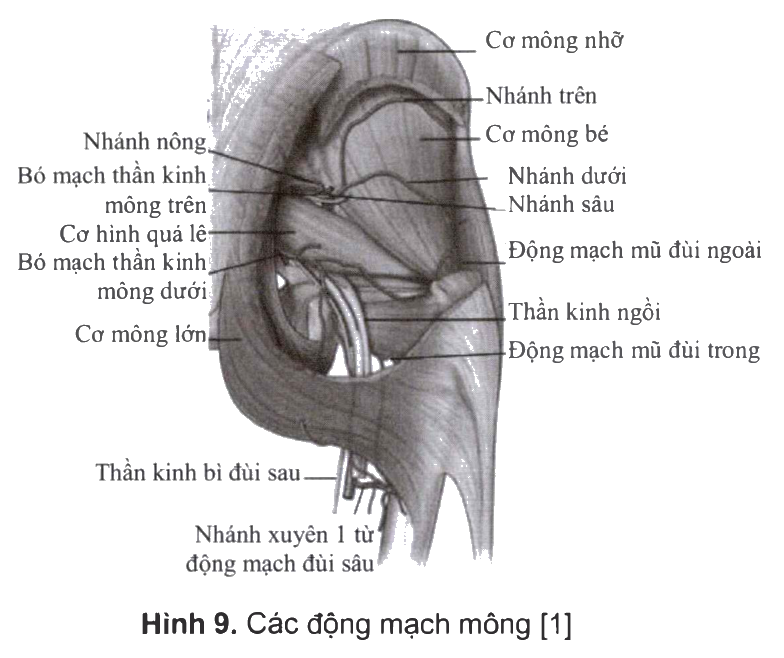 Cơ mông nhỡ
Nhánh trên
Cơ mông bé
Nhánh nông
Bó mạch thần kinh
mông trên
Nhánh dưới
Nhánh sâu
Cơ hình quả lê
Bó mạch thần kinh
mông dưới
Động mạch mũ đùi ngoài
Thần kinh ngồi
Cơ mông lớn
Động mạch mũ đùi trong
Thần kinh bì đùi sau
Nhánh xuyên 1 từ
động mạch đùi sâu
Hình 9. Các động mạch mông [1]